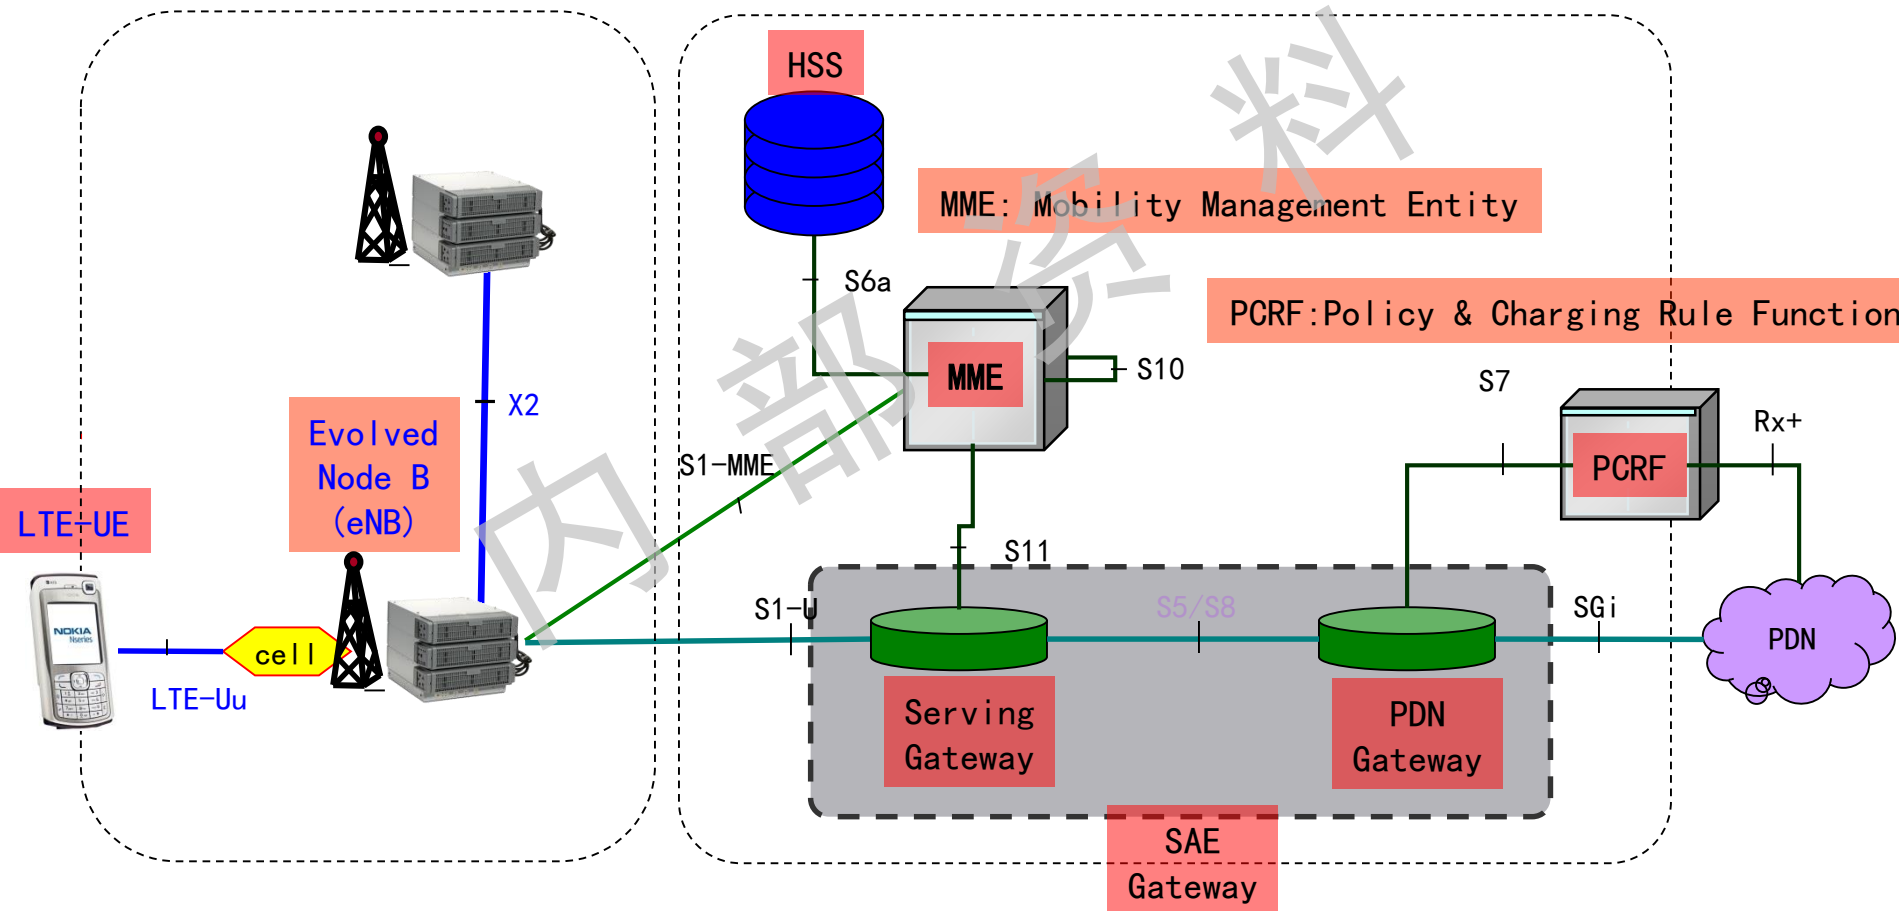 HSS
MME: Mobility Management Entity
S6a
PCRF:Policy & Charging Rule Function
MME
S10
S7
X2
Rx+
Evolved
Node B
(eNB)
S1-MME
PCRF
LTE-UE
S11
NOKIA
Nseries
S1-U
S5/S8
SGi
cell
PDN
LTE-Uu
Serving
Gateway
PDN
Gateway
SAE
Gateway
内部资料